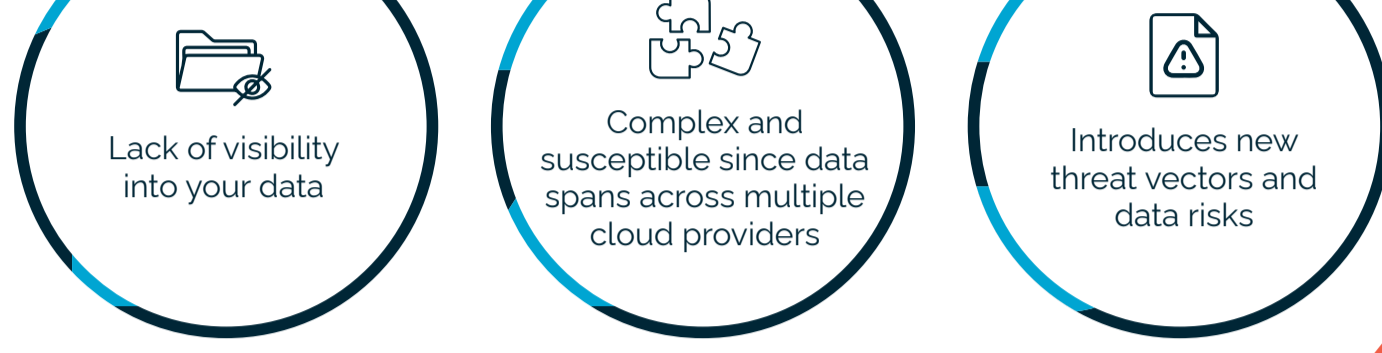 Lack of visibility
into your data
Complex and
susceptible since data
spans across multiple
cloud providers
Introduces new
threat vectors and
data risks